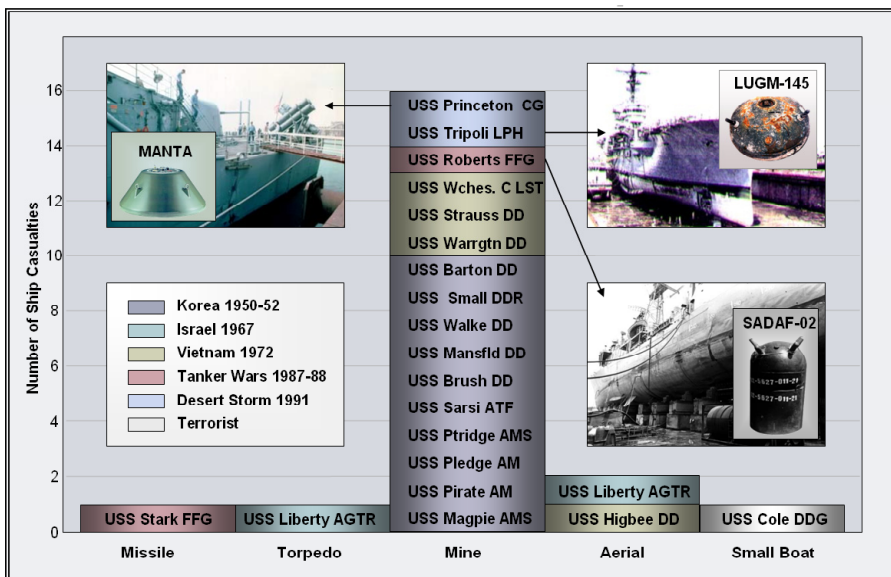 Number of Ship Casualties
16
14
12
10
8
6
4
2
0
MANTA
LUGM-145
SADAF-02
Korea 1950-52
Israel 1967
Vietnam 1972
Tanker Wars 1987-88
Desert Storm 1991
Terrorist
USS Princeton CG
USS Tripoli LPH
USS Roberts FFG
USS Wches. C LST
USS Strauss DD
USS Warrgtn DD
USS Barton DD
USS Small DDR
USS Walke DD
USS Mansfld DD
USS Brush DD
USS Sarsi ATF
USS Ptridge AMS
USS Pledge AM
USS Pirate AM
USS Magpie AMS
USS Stark FFG
USS Liberty AGTR
USS Liberty AGTR
USS Higbee DD
USS Cole DDG
Missile
Torpedo
Mine
Aerial
Small Boat